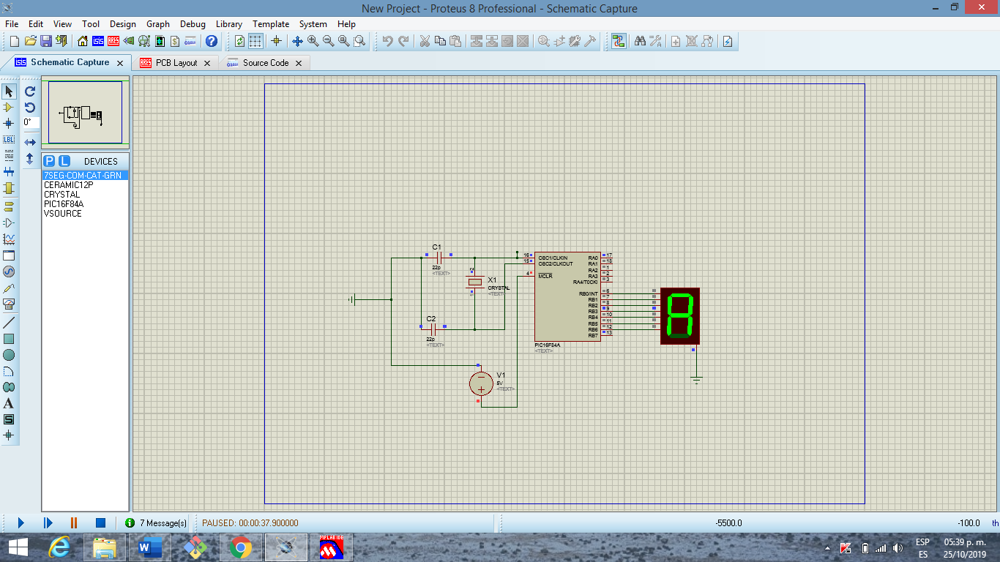 New Project - Proteus 8 Professional - Schematic Capture
File Edit View Tool Design Graph Debug Library Template System Help
Schematic Capture
PCB Layout
Source Code
0°
LBL
P L DEVICES
7SEG-COM-CAT-GRN
CERAMIC12P
CRYSTAL
PIC16F84A
VSOURCE
A
S
C1
22p
<TEXT>
X1
CRYSTAL
<TEXT>
2
1
C2
22p
<TEXT>
V1
5V
<TEXT>
16
15
4
OSC1/CLKIN
OSC2/CLKOUT
MCLR
RA0 17
RA1 18
RA2 1
RA3 2
RA4/T0CKI 3
RB0/INT 6
RB1 7
RB2 8
RB3 9
RB4 10
RB5 11
RB6 12
RB7 13
PIC16F84A
<TEXT>
7 Message(s)
PAUSED: 00:00:37.900000
-5500.0
-100.0
th
MPLAB IDE
ESP
ES
05:39 p. m.
25/10/2019